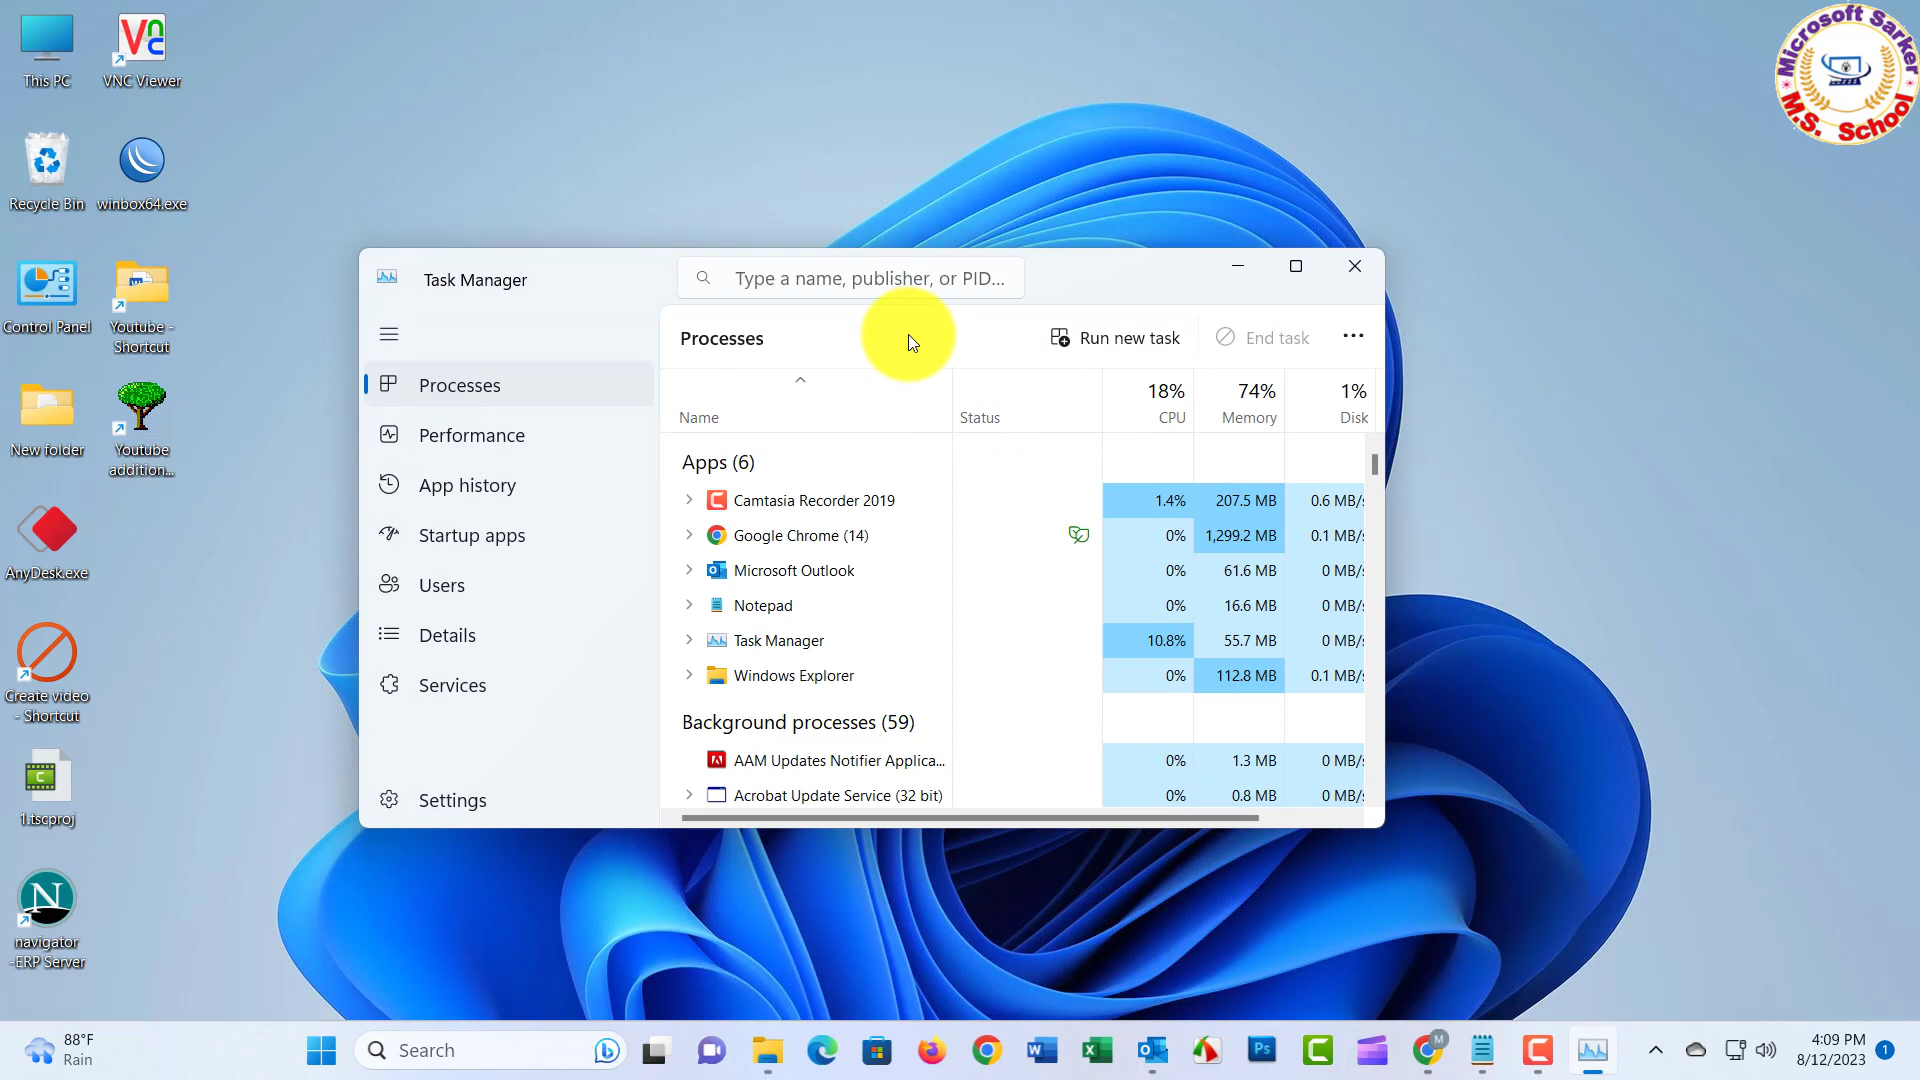 This PC
VNC Viewer
Recycle Bin
winbox64.exe
Control Panel
Youtube -
Shortcut
New folder
Youtube
addition...
AnyDesk.exe
Create video
- Shortcut
1.tscproj
navigator
-ERP Server
Microsoft Sarker
M.S. School
Task Manager
Type a name, publisher, or PID...
Processes
Performance
App history
Startup apps
Users
Details
Services
Settings
Processes
Run new task
End task
18% 74% 1%
Name Status CPU Memory Disk
Apps (6)
Camtasia Recorder 2019 1.4% 207.5 MB 0.6 MB/
Google Chrome (14) 0% 1,299.2 MB 0.1 MB/
Microsoft Outlook 0% 61.6 MB 0 MB/
Notepad 0% 16.6 MB 0 MB/
Task Manager 10.8% 55.7 MB 0 MB/
Windows Explorer 0% 112.8 MB 0.1 MB/
Background processes (59)
AAM Updates Notifier Applica... 0% 1.3 MB 0 MB/
Acrobat Update Service (32 bit) 0% 0.8 MB 0 MB/
88°F
Rain
Search
Ps
M
4:09 PM
8/12/2023
1